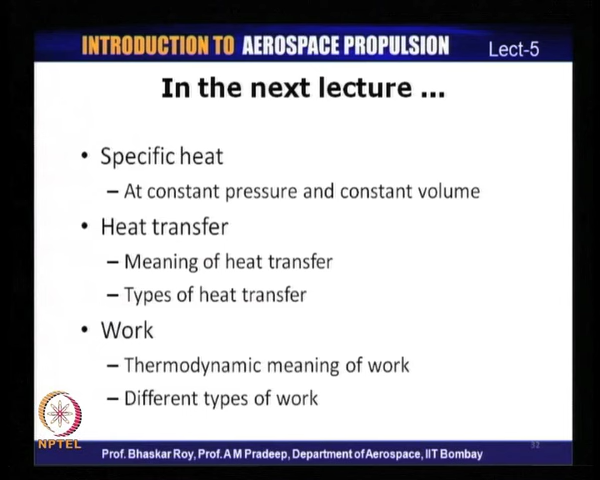 INTRODUCTION TO AEROSPACE PROPULSION Lect-5
In the next lecture ...
• Specific heat
– At constant pressure and constant volume
• Heat transfer
– Meaning of heat transfer
– Types of heat transfer
• Work
– Thermodynamic meaning of work
– Different types of work
NPTEL
32
Prof. Bhaskar Roy, Prof. A M Pradeep, Department of Aerospace, IIT Bombay